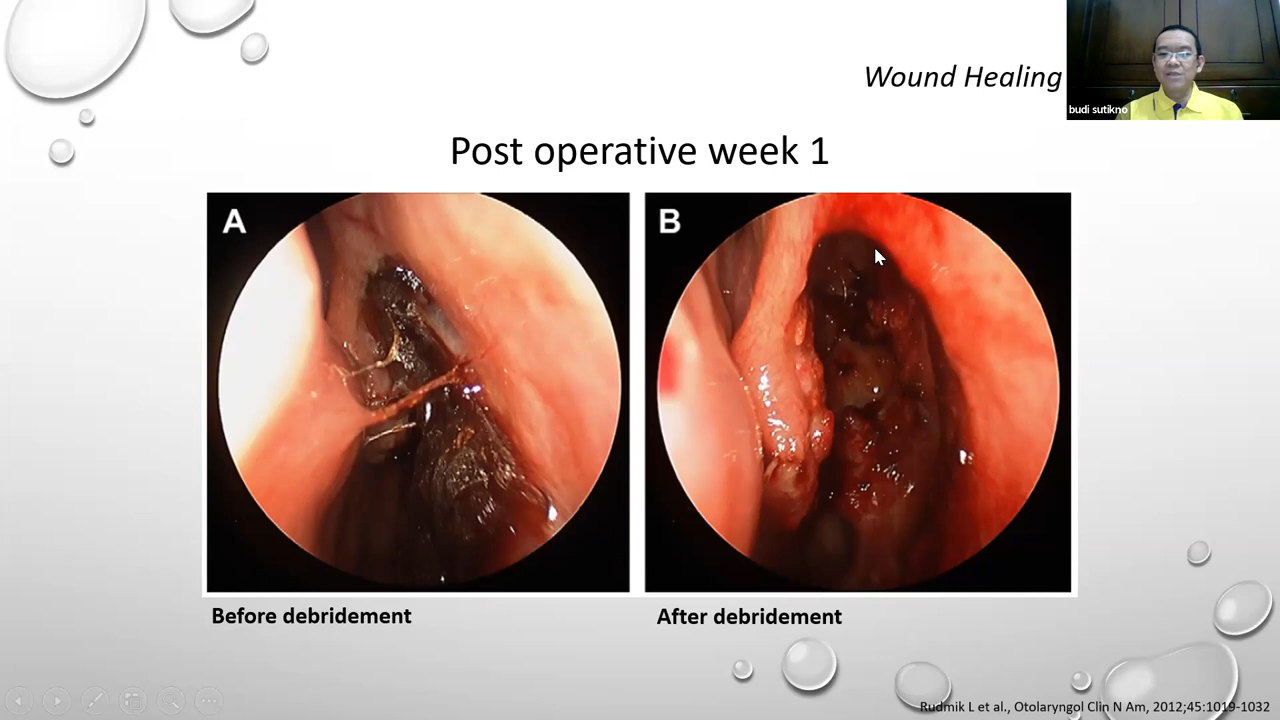 Wound Healing
budi sutikno
Post operative week 1
A
B
Before debridement
After debridement
Rudmik L et al., Otolaryngol Clin N Am, 2012;45:1019-1032